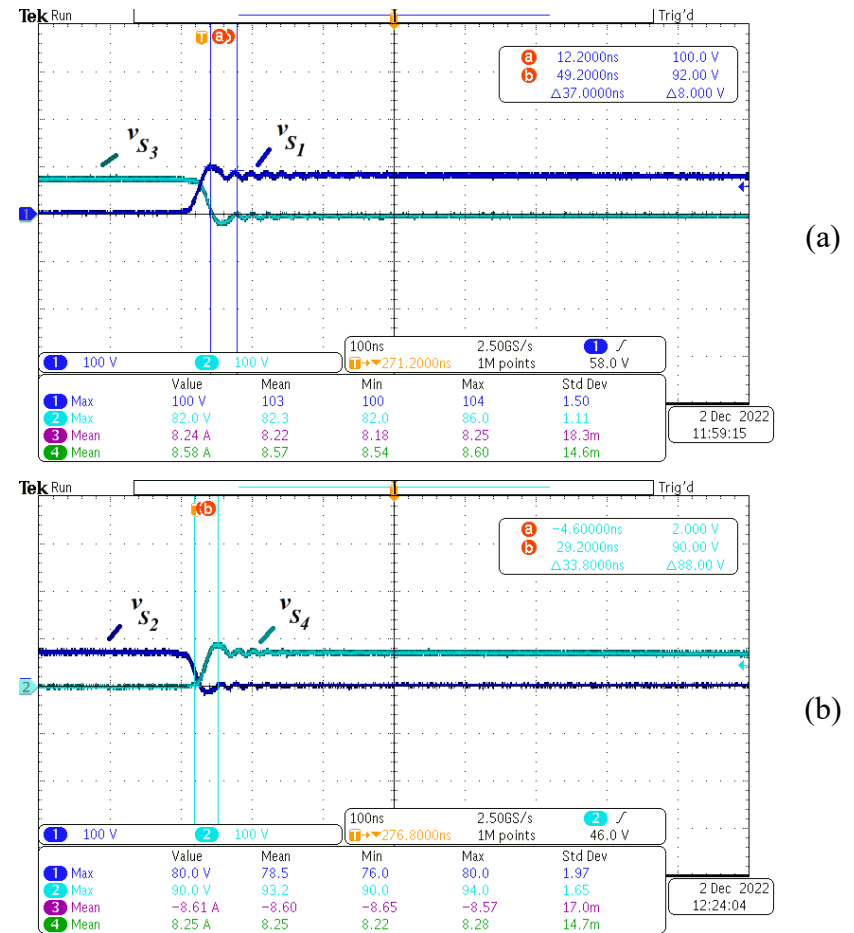 Tek Run Trig'd
T a b
a 12.2000ns 100.0 V
b 49.2000ns 92.00 V
Δ37.0000ns Δ8.000 V
vS3 vS1
1
(a)
1 100 V 2 100 V
100ns 2.50GS/s 1 ∫
T→▼271.2000ns 1M points 58.0 V
Value Mean Min Max Std Dev
1 Max 100 V 103 100 104 1.50
2 Max 82.0 V 82.3 82.0 86.0 1.11
3 Mean 8.24 A 8.22 8.18 8.25 18.3m
4 Mean 8.58 A 8.57 8.54 8.60 14.6m
2 Dec 2022
11:59:15
Tek Run Trig'd
b
a −4.60000ns 2.000 V
b 29.2000ns 90.00 V
Δ33.8000ns Δ88.00 V
vS2 vS4
2
(b)
1 100 V 2 100 V
100ns 2.50GS/s 2 ∫
T→▼276.8000ns 1M points 46.0 V
Value Mean Min Max Std Dev
1 Max 80.0 V 78.5 76.0 80.0 1.97
2 Max 90.0 V 93.2 90.0 94.0 1.65
3 Mean −8.61 A −8.60 −8.65 −8.57 17.0m
4 Mean 8.25 A 8.25 8.22 8.28 14.7m
2 Dec 2022
12:24:04